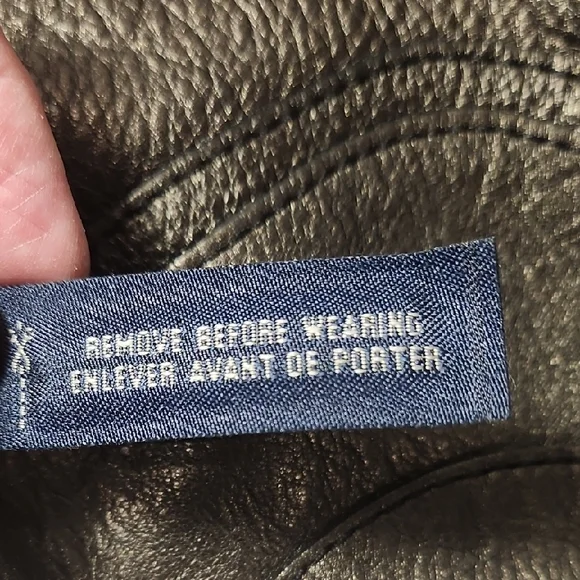 REMOVE BEFORE WEARING
ENLEVER AVANT DE PORTER